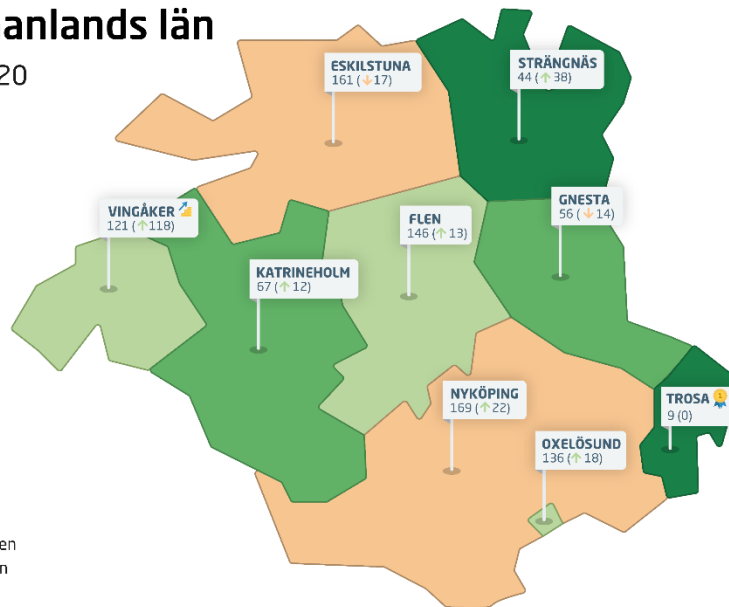 anlands län
20
ESKILSTUNA
161 (↓17)
STRÄNGNÄS
44 (↑38)
VINGÅKER
121 (↑118)
FLEN
146 (↑13)
GNESTA
56 (↓14)
KATRINEHOLM
67 (↑12)
NYKÖPING
169 (↑22)
TROSA
1
9 (0)
OXELÖSUND
136 (↑18)
en
n